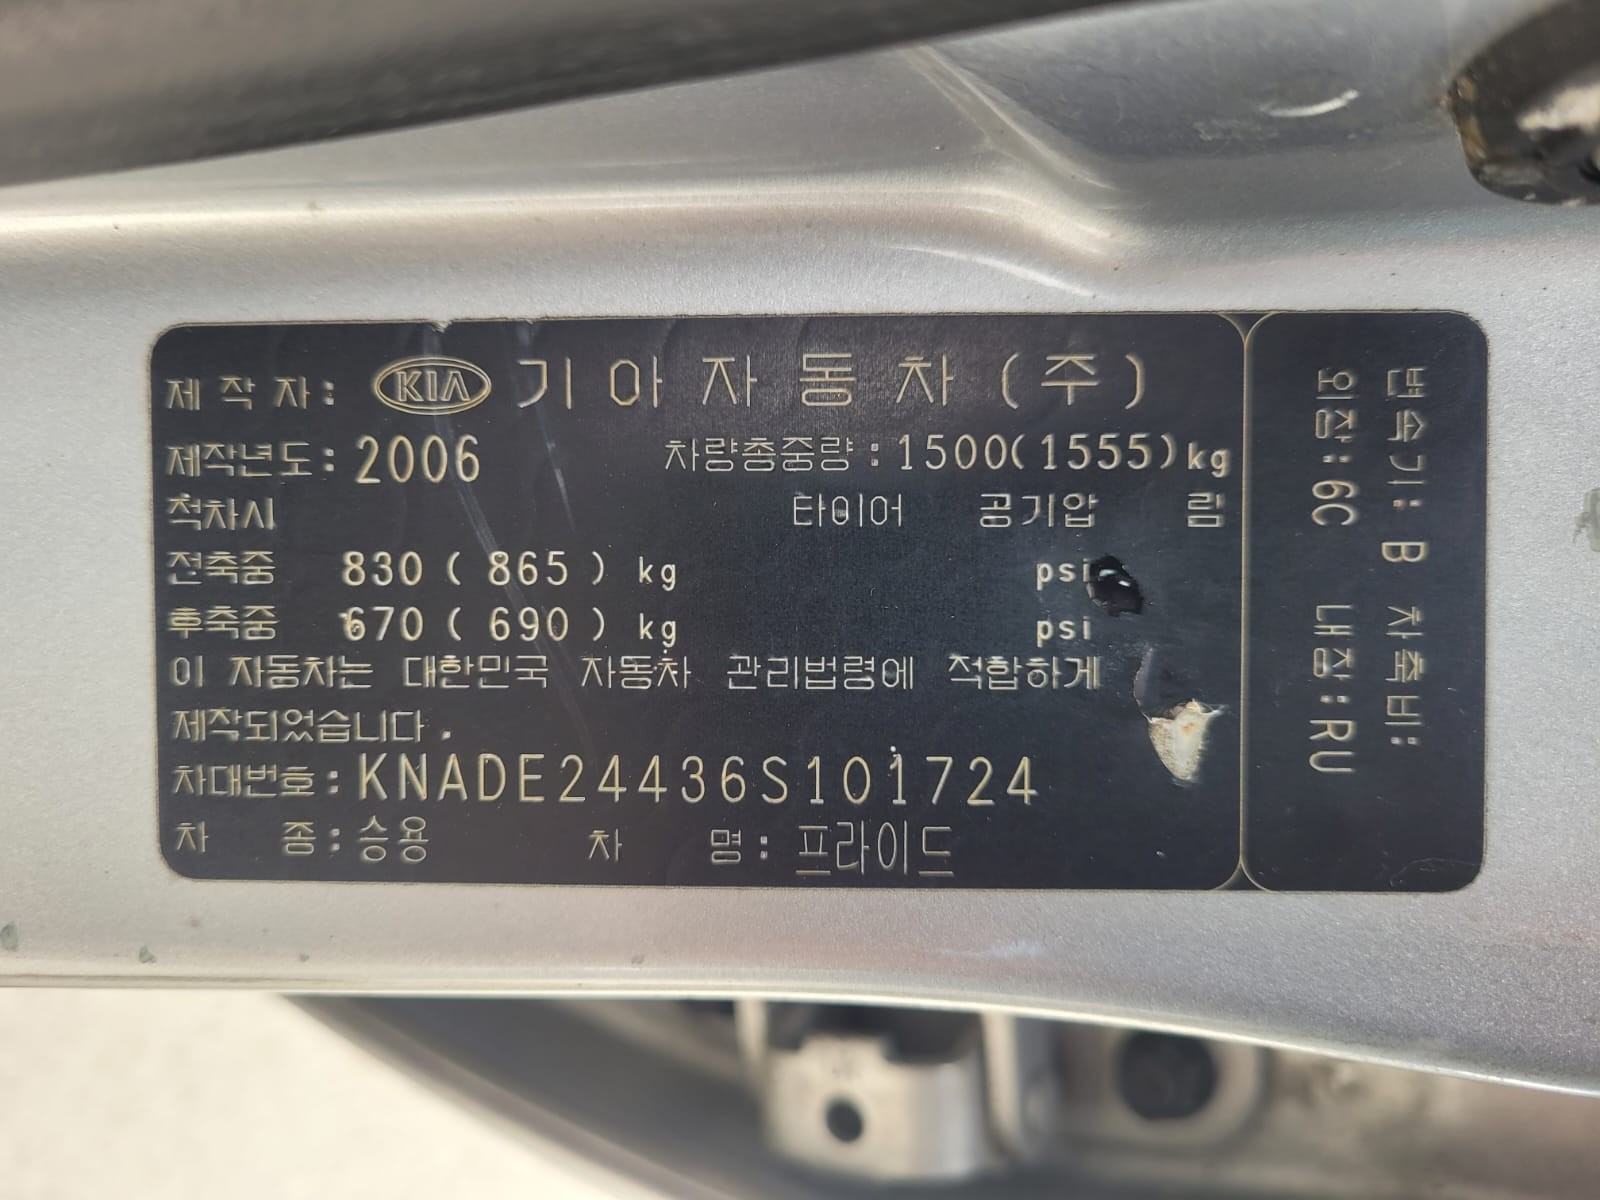 제 작 자: KIA 기 아 자 동 차 (주)
제작년도: 2006 차량총중량: 1500(1555)kg
적차시 타이어 공기압 림
전축중 830 ( 865 ) kg psi
후축중 670 ( 690 ) kg psi
이 자동차는 대한민국 자동차 관리법령에 적합하게
제작되었습니다.
차대번호: KNADE24436S101724
차 종: 승용 차 명: 프라이드
변속기: B 차축비:
외장: 6C 내장: RU